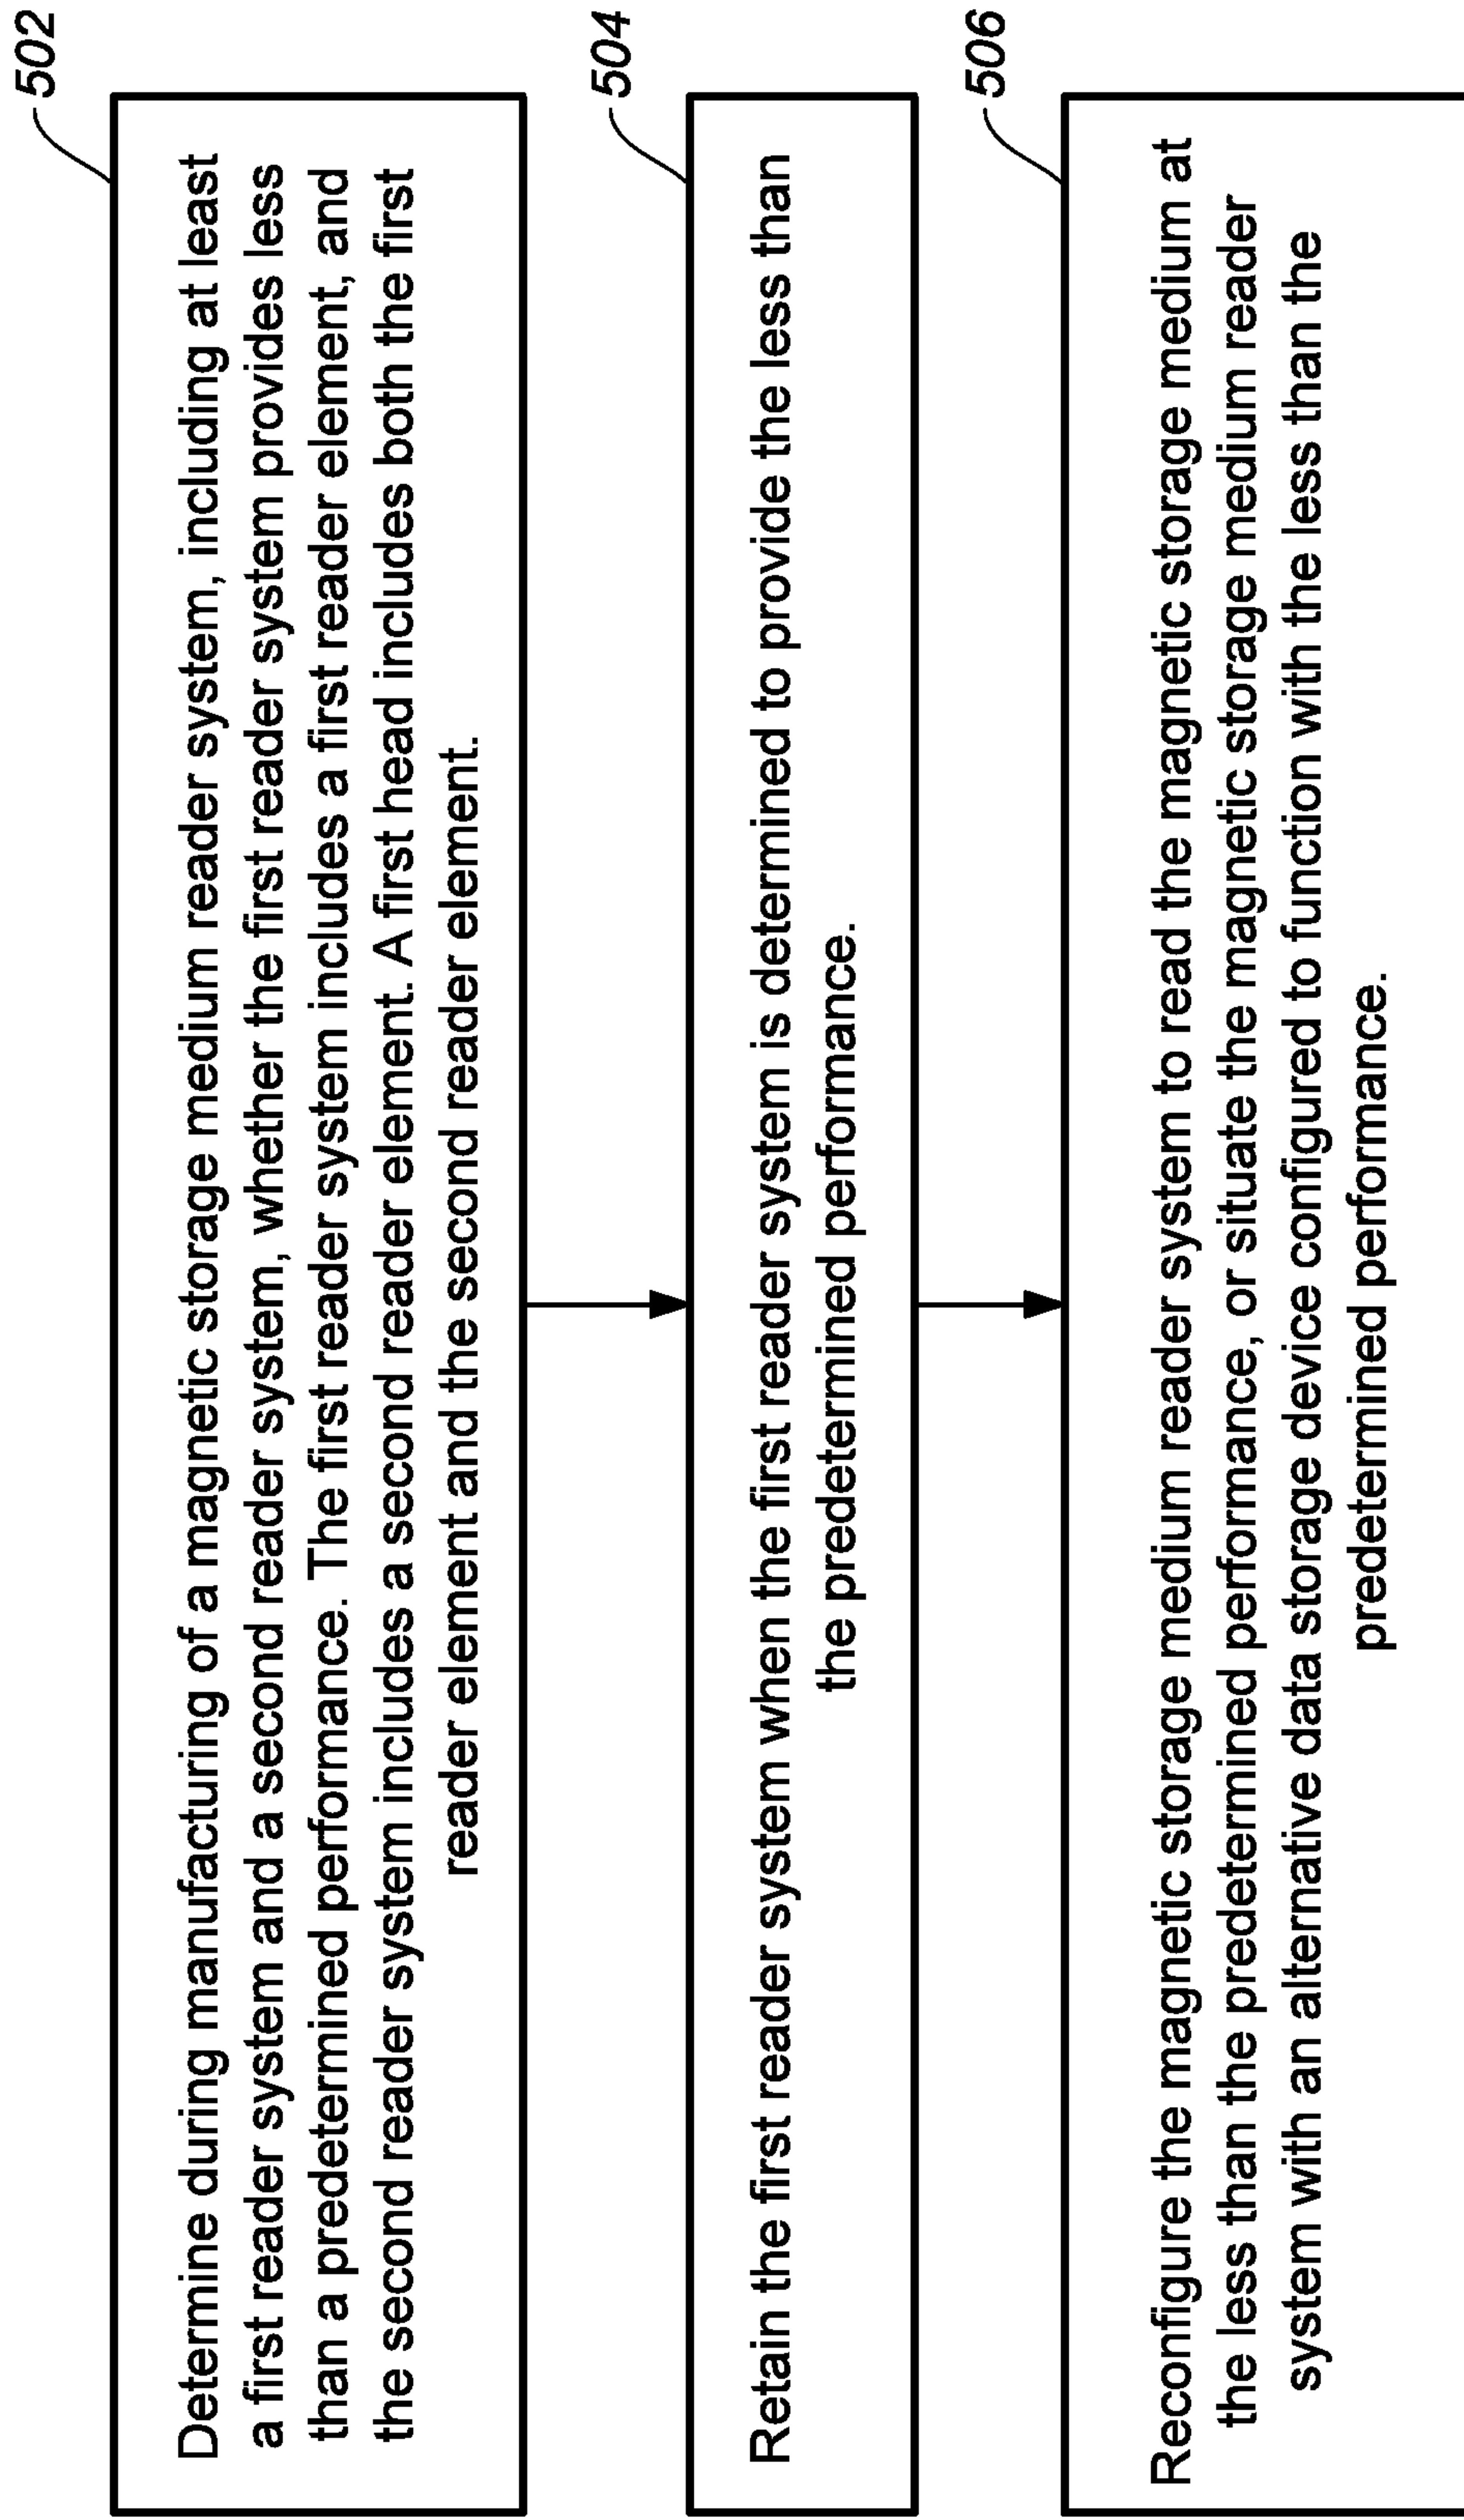 502
Determine during manufacturing of a magnetic storage medium reader system, including at least
a first reader system and a second reader system, whether the first reader system provides less
than a predetermined performance. The first reader system includes a first reader element, and
the second reader system includes a second reader element. A first head includes both the first
reader element and the second reader element.
504
Retain the first reader system when the first reader system is determined to provide the less than
the predetermined performance.
506
Reconfigure the magnetic storage medium reader system to read the magnetic storage medium at
the less than the predetermined performance, or situate the magnetic storage medium reader
system with an alternative data storage device configured to function with the less than the
predetermined performance.